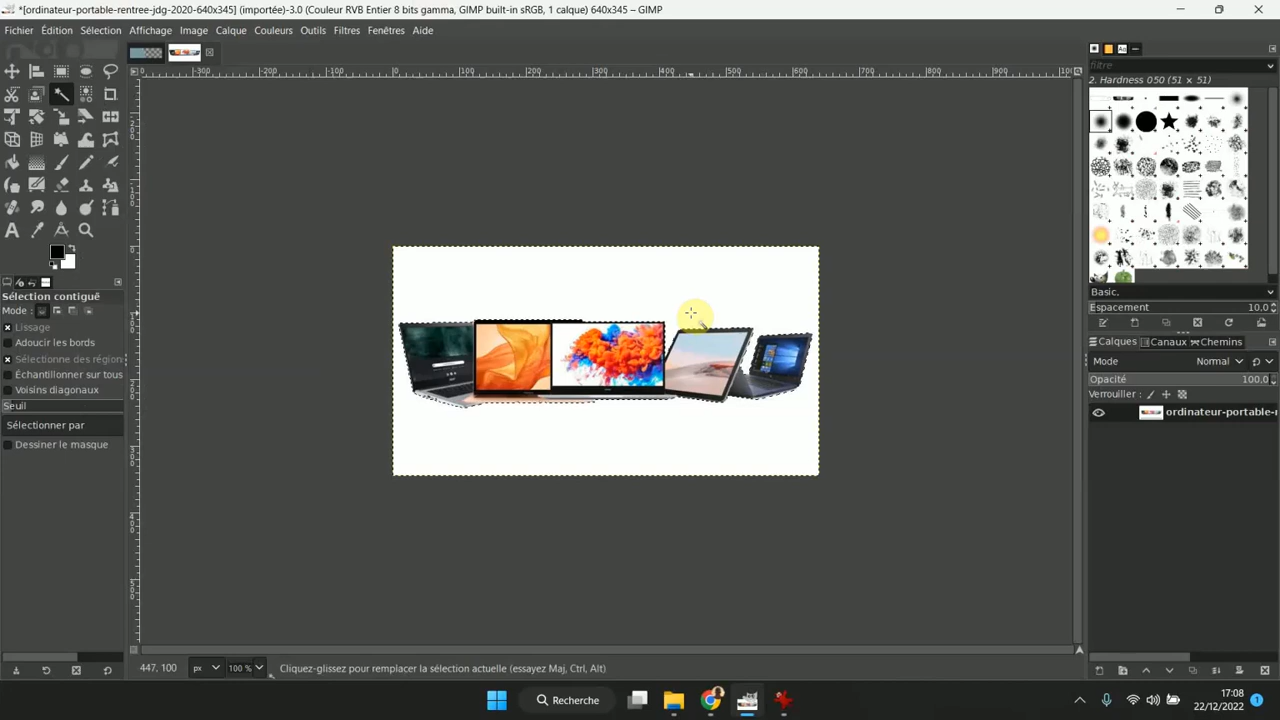 *[ordinateur-portable-rentree-jdg-2020-640x345] (importée)-3.0 (Couleur RVB Entier 8 bits gamma, GIMP built-in sRGB, 1 calque) 640x345 – GIMP
Fichier Édition Sélection Affichage Image Calque Couleurs Outils Filtres Fenêtres Aide
filtre
2. Hardness 050 (51 × 51)
Sélection contiguë
Mode :
Lissage
Adoucir les bords
Sélectionne des région
Échantillonner sur tous
Voisins diagonaux
Seuil
Sélectionner par
Dessiner le masque
Basic.
Espacement 10,0
Calques Canaux Chemins
Mode Normal
Opacité 100,0
Verrouiller :
ordinateur-portable-r
447, 100 px 100 % Cliquez-glissez pour remplacer la sélection actuelle (essayez Maj, Ctrl, Alt)
Recherche
17:08
22/12/2022
1